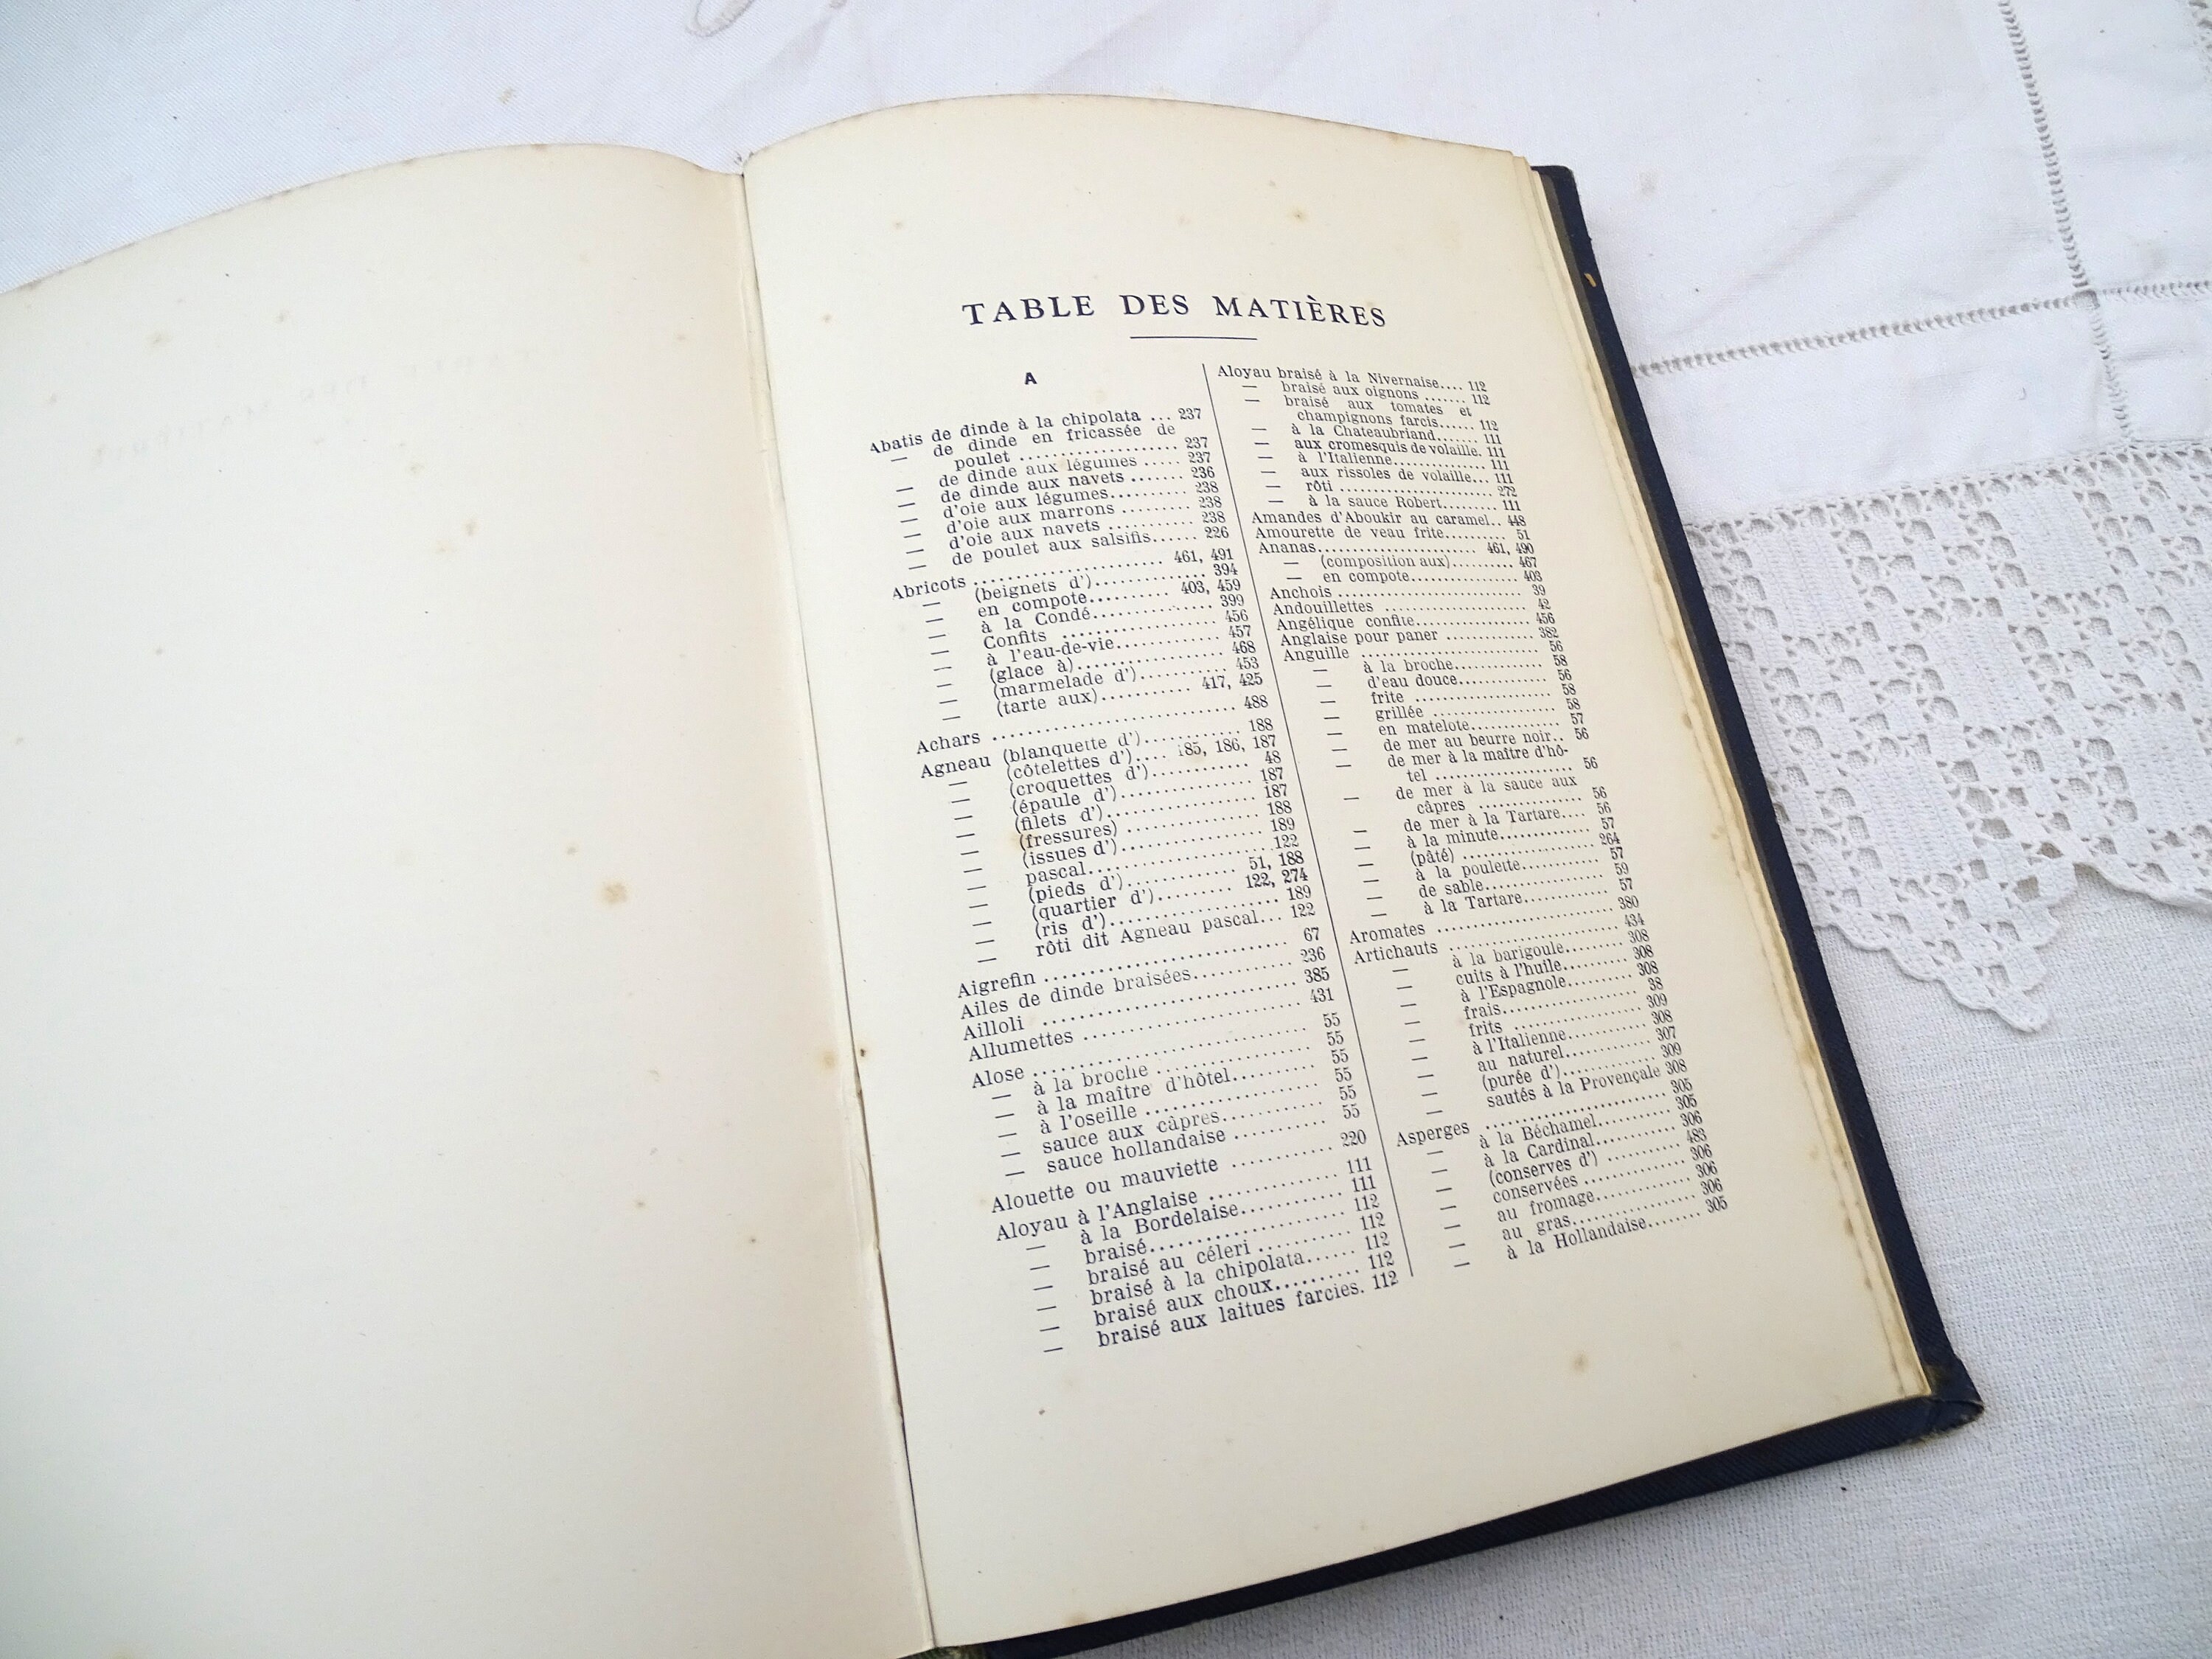 TABLE DES MATIÈRES
A
Abatis de dinde à la chipolata ... 237
— de dinde en fricassée de
poulet .................... 237
— de dinde aux légumes ..... 237
— de dinde aux navets ....... 236
— d'oie aux légumes.......... 238
— d'oie aux marrons ......... 238
— d'oie aux navets ........... 238
— de poulet aux salsifis...... 226
Abricots ........................ 461, 491
— (beignets d')............... 394
— en compote.......... 403, 459
— à la Condé................ 399
— Confits .................... 456
— à l'eau-de-vie............. 457
— (glace à)................... 468
— (marmelade d')........... 453
— (tarte aux)........... 417, 425
Achars .......................... 488
Agneau (blanquette d')............ 188
— (côtelettes d').... 185, 186, 187
— (croquettes d')............ 48
— (épaule d')................ 187
— (filets d').................. 187
— (fressures) ................ 188
— (issues d')................. 189
— pascal...................... 122
— (pieds d')............. 51, 188
— (quartier d')......... 122, 274
— (ris d').................... 189
— rôti dit Agneau pascal... 122
Aigrefin .......................... 67
Ailes de dinde braisées............ 236
Ailloli ........................... 385
Allumettes ....................... 431
Alose ............................ 55
— à la broche ................ 55
— à la maître d'hôtel.......... 55
— à l'oseille ................... 55
— sauce aux câpres............ 55
— sauce hollandaise ........... 55
Alouette ou mauviette ............ 220
Aloyau à l'Anglaise .............. 111
— à la Bordelaise............ 111
— braisé...................... 112
— braisé au céleri ........... 112
— braisé à la chipolata...... 112
— braisé aux choux.......... 112
— braisé aux laitues farcies. 112
Aloyau braisé à la Nivernaise.... 112
— braisé aux oignons ....... 112
— braisé aux tomates et
champignons farcis...... 112
— à la Chateaubriand....... 111
— aux cromesquis de volaille. 111
— à l'Italienne............... 111
— aux rissoles de volaille... 111
— rôti ........................ 272
— à la sauce Robert......... 111
Amandes d'Aboukir au caramel.. 448
Amourette de veau frite.......... 51
Ananas........................ 461, 490
— (composition aux).......... 467
— en compote................ 403
Anchois .......................... 39
Andouillettes .................... 42
Angélique confite................. 456
Anglaise pour paner ............. 382
Anguille ......................... 56
— à la broche.............. 58
— d'eau douce............. 56
— frite ..................... 58
— grillée ................... 58
— en matelote............. 57
— de mer au beurre noir.. 56
— de mer à la maître d'hô-
tel ..................... 56
— de mer à la sauce aux
câpres ................ 56
— de mer à la Tartare.... 56
— à la minute............. 57
— (pâté) ................... 264
— à la poulette............ 57
— de sable................. 59
— à la Tartare............. 57
Aromates ........................ 380
Artichauts ....................... 434
— à la barigoule......... 308
— cuits à l'huile.......... 308
— à l'Espagnole.......... 308
— frais.................... 38
— frits ................... 309
— à l'Italienne............ 308
— au naturel.............. 307
— (purée d')............... 309
— sautés à la Provençale 308
Asperges ........................ 305
— à la Béchamel.......... 305
— à la Cardinal............ 306
— (conserves d') ........... 483
— conservées .............. 306
— au fromage.............. 306
— au gras.................. 306
— à la Hollandaise........ 305